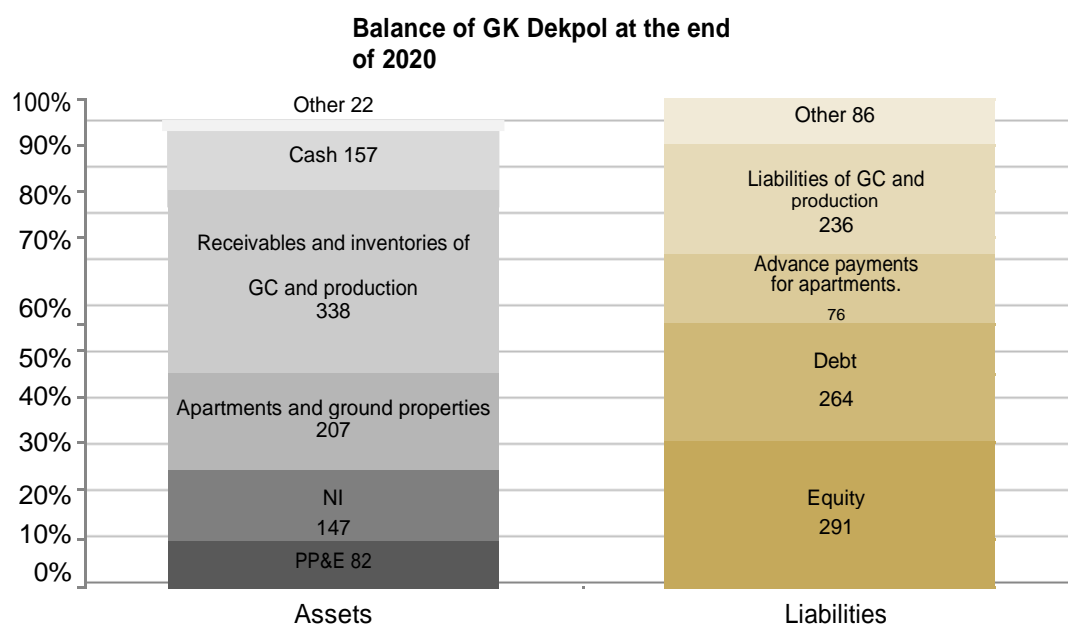 Balance of GK Dekpol at the end
of 2020
100%
90%
80%
70%
60%
50%
40%
30%
20%
10%
0%
Other 22
Cash 157
Receivables and inventories of
GC and production
338
Apartments and ground properties
207
NI
147
PP&E 82
Assets
Other 86
Liabilities of GC and
production
236
Advance payments
for apartments.
76
Debt
264
Equity
291
Liabilities